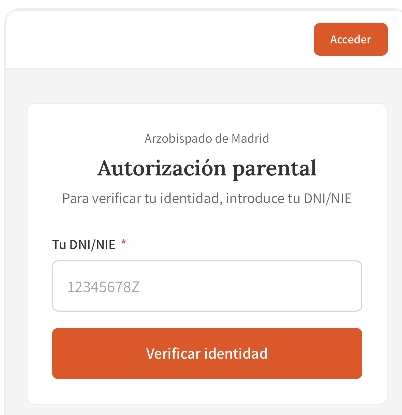 Acceder
Arzobispado de Madrid
Autorización parental
Para verificar tu identidad, introduce tu DNI/NIE
Tu DNI/NIE *
12345678Z
Verificar identidad